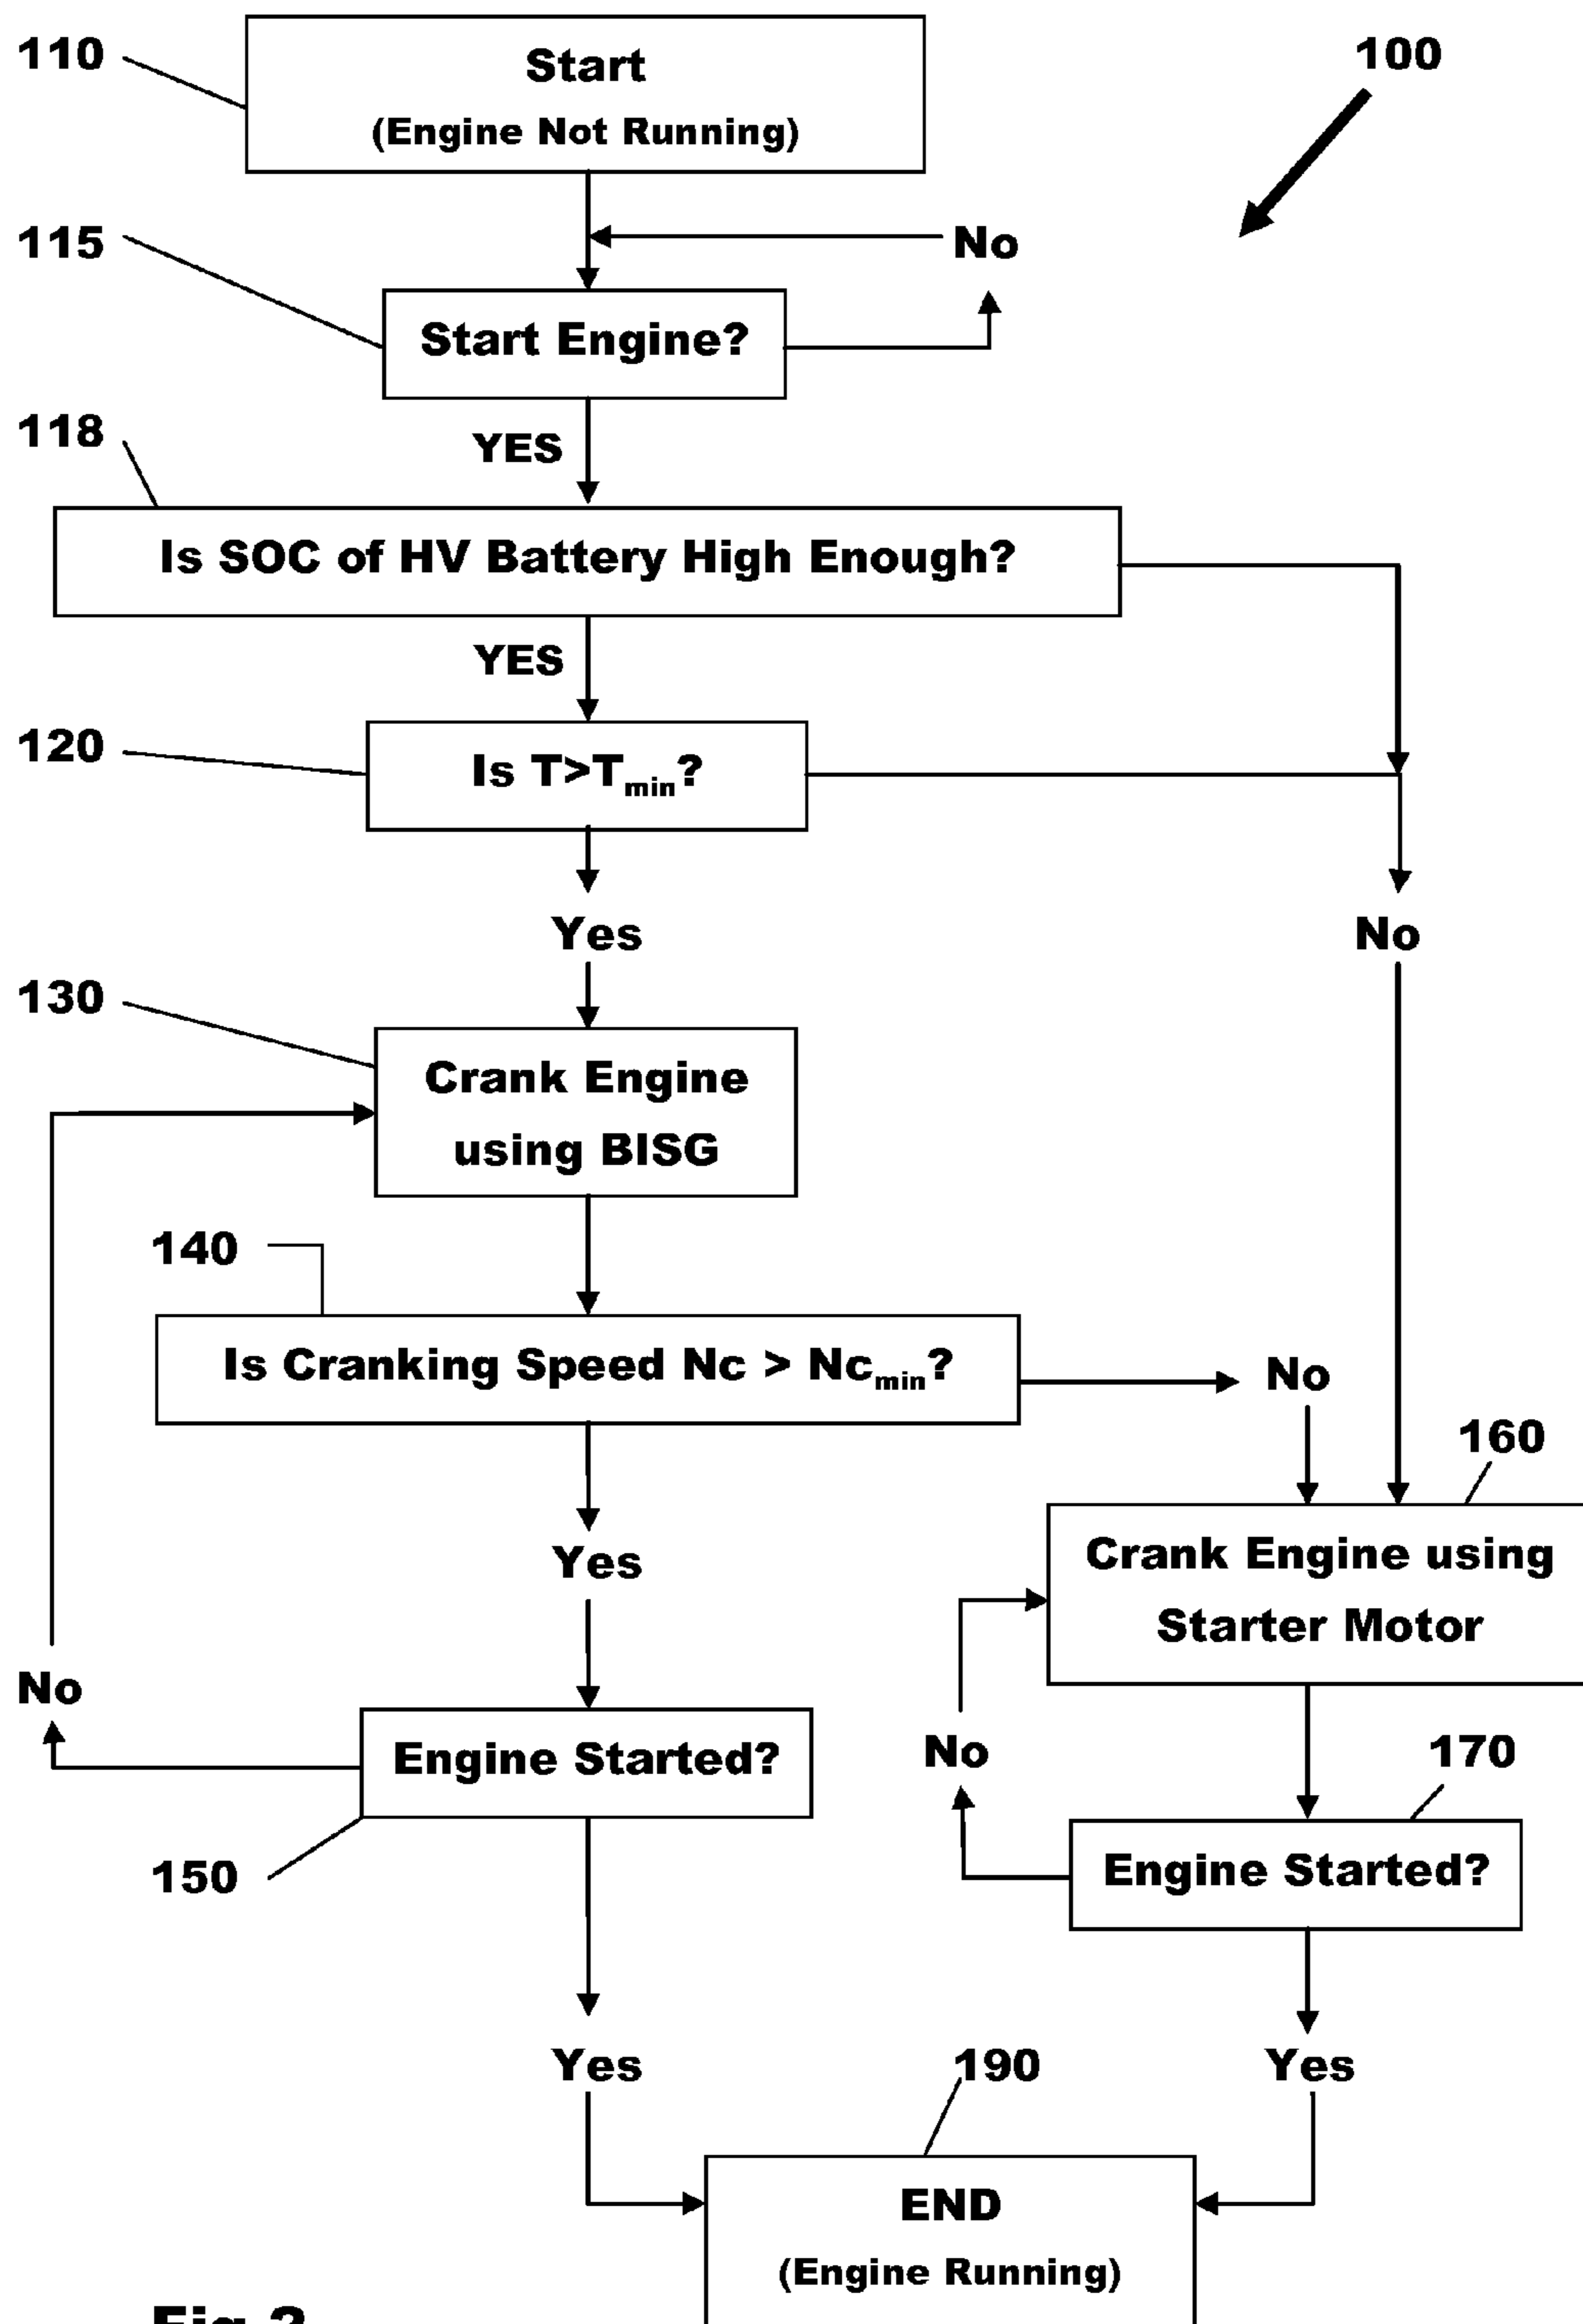 110
Start
(Engine Not Running)
100
115
No
Start Engine?
118
YES
Is SOC of HV Battery High Enough?
YES
120
Is T>Tmin?
Yes
No
130
Crank Engine
using BISG
140
Is Cranking Speed Nc > Ncmin?
No
160
Yes
Crank Engine using
Starter Motor
No
Engine Started?
No
170
150
Engine Started?
Yes
190
Yes
END
(Engine Running)
Fig.2